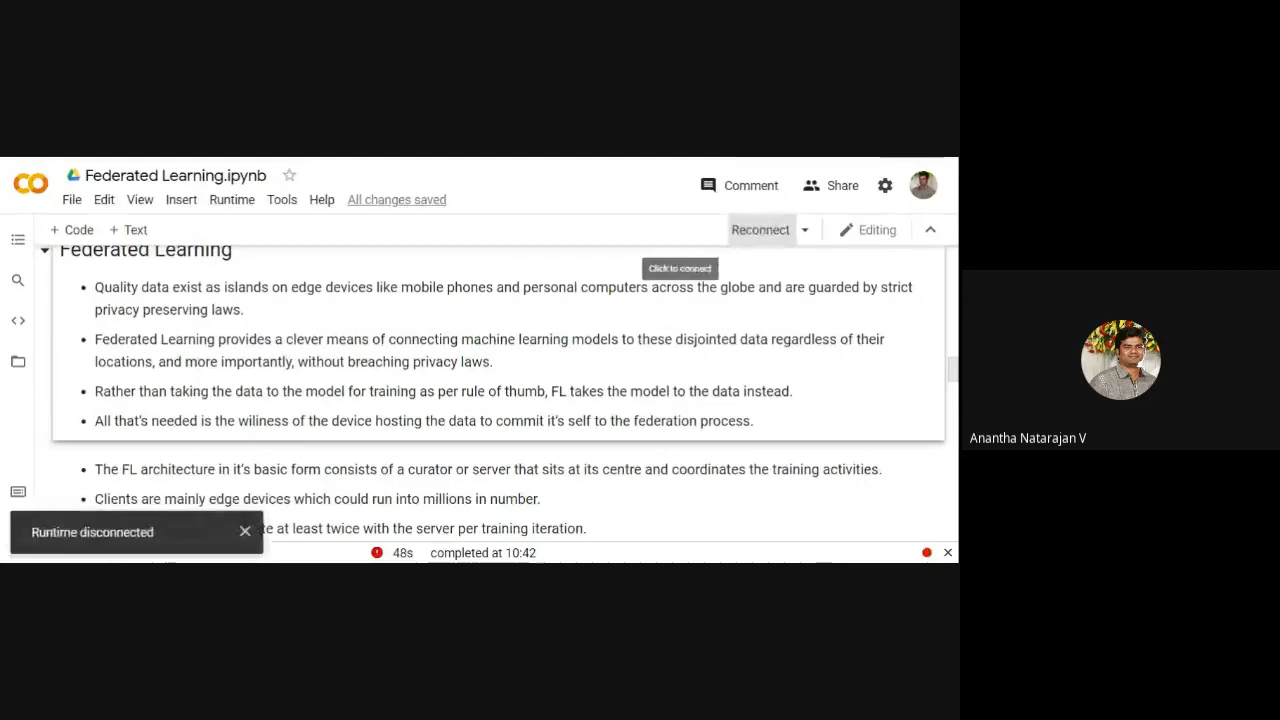 Federated Learning.ipynb
File Edit View Insert Runtime Tools Help All changes saved
Comment Share
+ Code + Text
Reconnect
Editing
Click to connect
Federated Learning
Quality data exist as islands on edge devices like mobile phones and personal computers across the globe and are guarded by strict
privacy preserving laws.
Federated Learning provides a clever means of connecting machine learning models to these disjointed data regardless of their
locations, and more importantly, without breaching privacy laws.
Rather than taking the data to the model for training as per rule of thumb, FL takes the model to the data instead.
All that's needed is the wiliness of the device hosting the data to commit it's self to the federation process.
The FL architecture in it's basic form consists of a curator or server that sits at its centre and coordinates the training activities.
Clients are mainly edge devices which could run into millions in number.
at least twice with the server per training iteration.
Runtime disconnected
48s completed at 10:42
Anantha Natarajan V